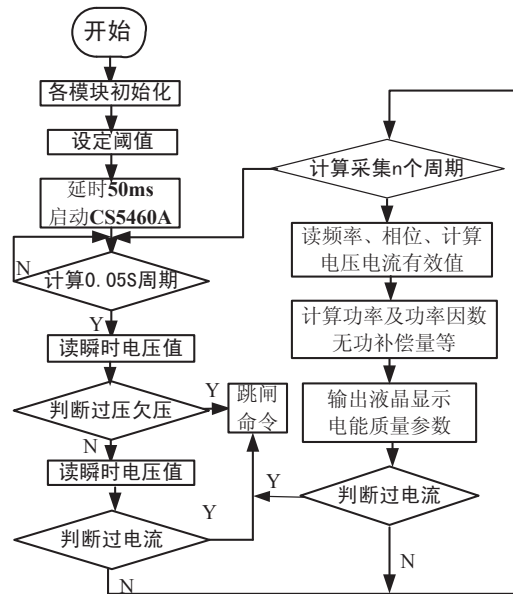 开始
各模块初始化
设定阈值
延时50ms
启动CS5460A
N
计算0.05S周期
Y
读瞬时电压值
判断过压欠压
Y
跳闸
命令
N
读瞬时电压值
判断过电流
Y
N
计算采集n个周期
读频率、相位、计算
电压电流有效值
计算功率及功率因数
无功补偿量等
输出液晶显示
电能质量参数
Y
判断过电流
N